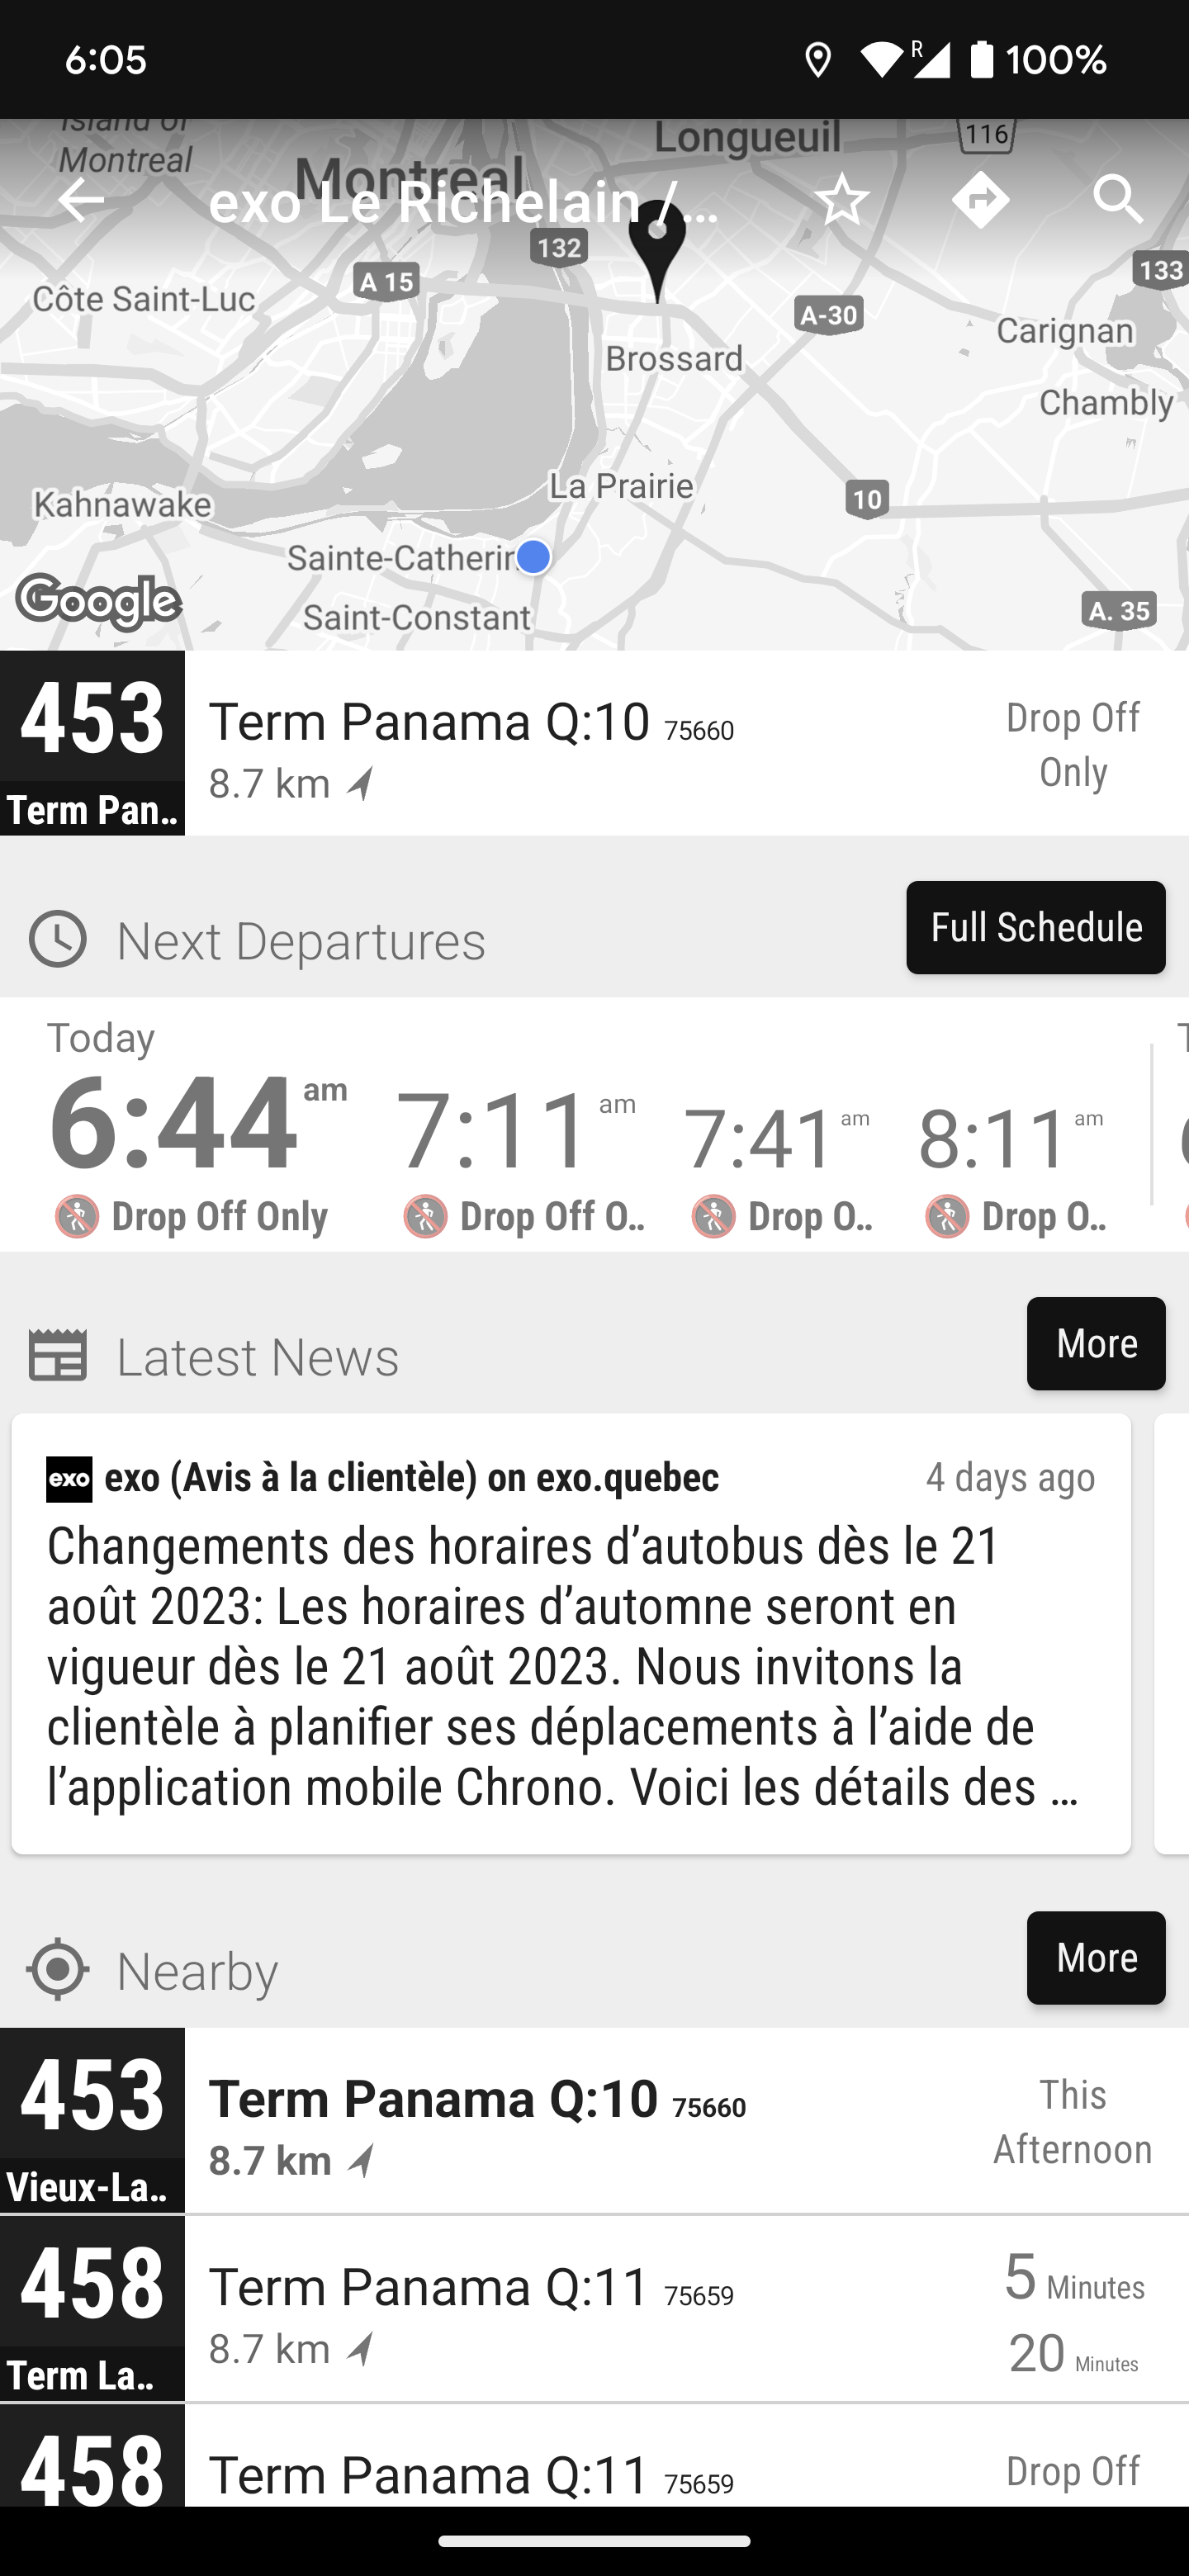 6:05
R
100%
Island of
Montreal
Montreal
Longueuil
116
exo Le Richelain /...
132
133
A 15
Côte Saint-Luc
A-30
Carignan
Brossard
Chambly
La Prairie
Kahnawake
10
Sainte-Catherin
Google
Saint-Constant
A. 35
453
Term Panama Q:10 75660
Drop Off
Only
8.7 km
Term Pan..
Next Departures
Full Schedule
Today
6:44 am
7:11 am
7:41 am
8:11 am
Drop Off Only
Drop Off O..
Drop O..
Drop O..
Latest News
More
exo
exo (Avis à la clientèle) on exo.quebec
4 days ago
Changements des horaires d’autobus dès le 21
août 2023: Les horaires d’automne seront en
vigueur dès le 21 août 2023. Nous invitons la
clientèle à planifier ses déplacements à l’aide de
l’application mobile Chrono. Voici les détails des ...
Nearby
More
453
Term Panama Q:10 75660
This
Afternoon
8.7 km
Vieux-La..
458
Term Panama Q:11 75659
5 Minutes
8.7 km
20 Minutes
Term La..
458
Term Panama Q:11 75659
Drop Off